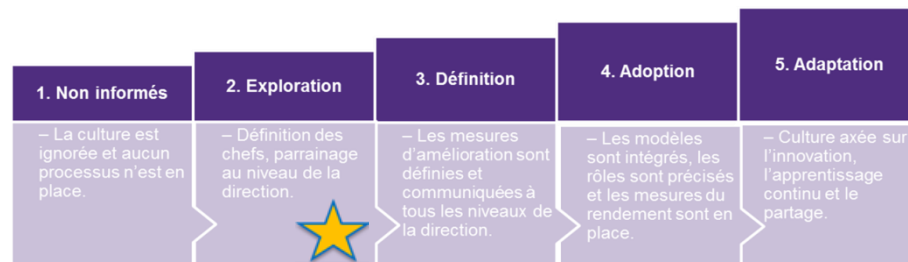 1. Non informés
– La culture est
ignorée et aucun
processus n'est en
place.
2. Exploration
– Définition des
chefs, parrainage
au niveau de la
direction.
3. Définition
– Les mesures
d'amélioration sont
définies et
communiquées à
tous les niveaux de
la direction.
4. Adoption
– Les modèles
sont intégrés, les
rôles sont précisés
et les mesures du
rendement sont en
place.
5. Adaptation
– Culture axée sur
l'innovation,
l'apprentissage
continu et le
partage.